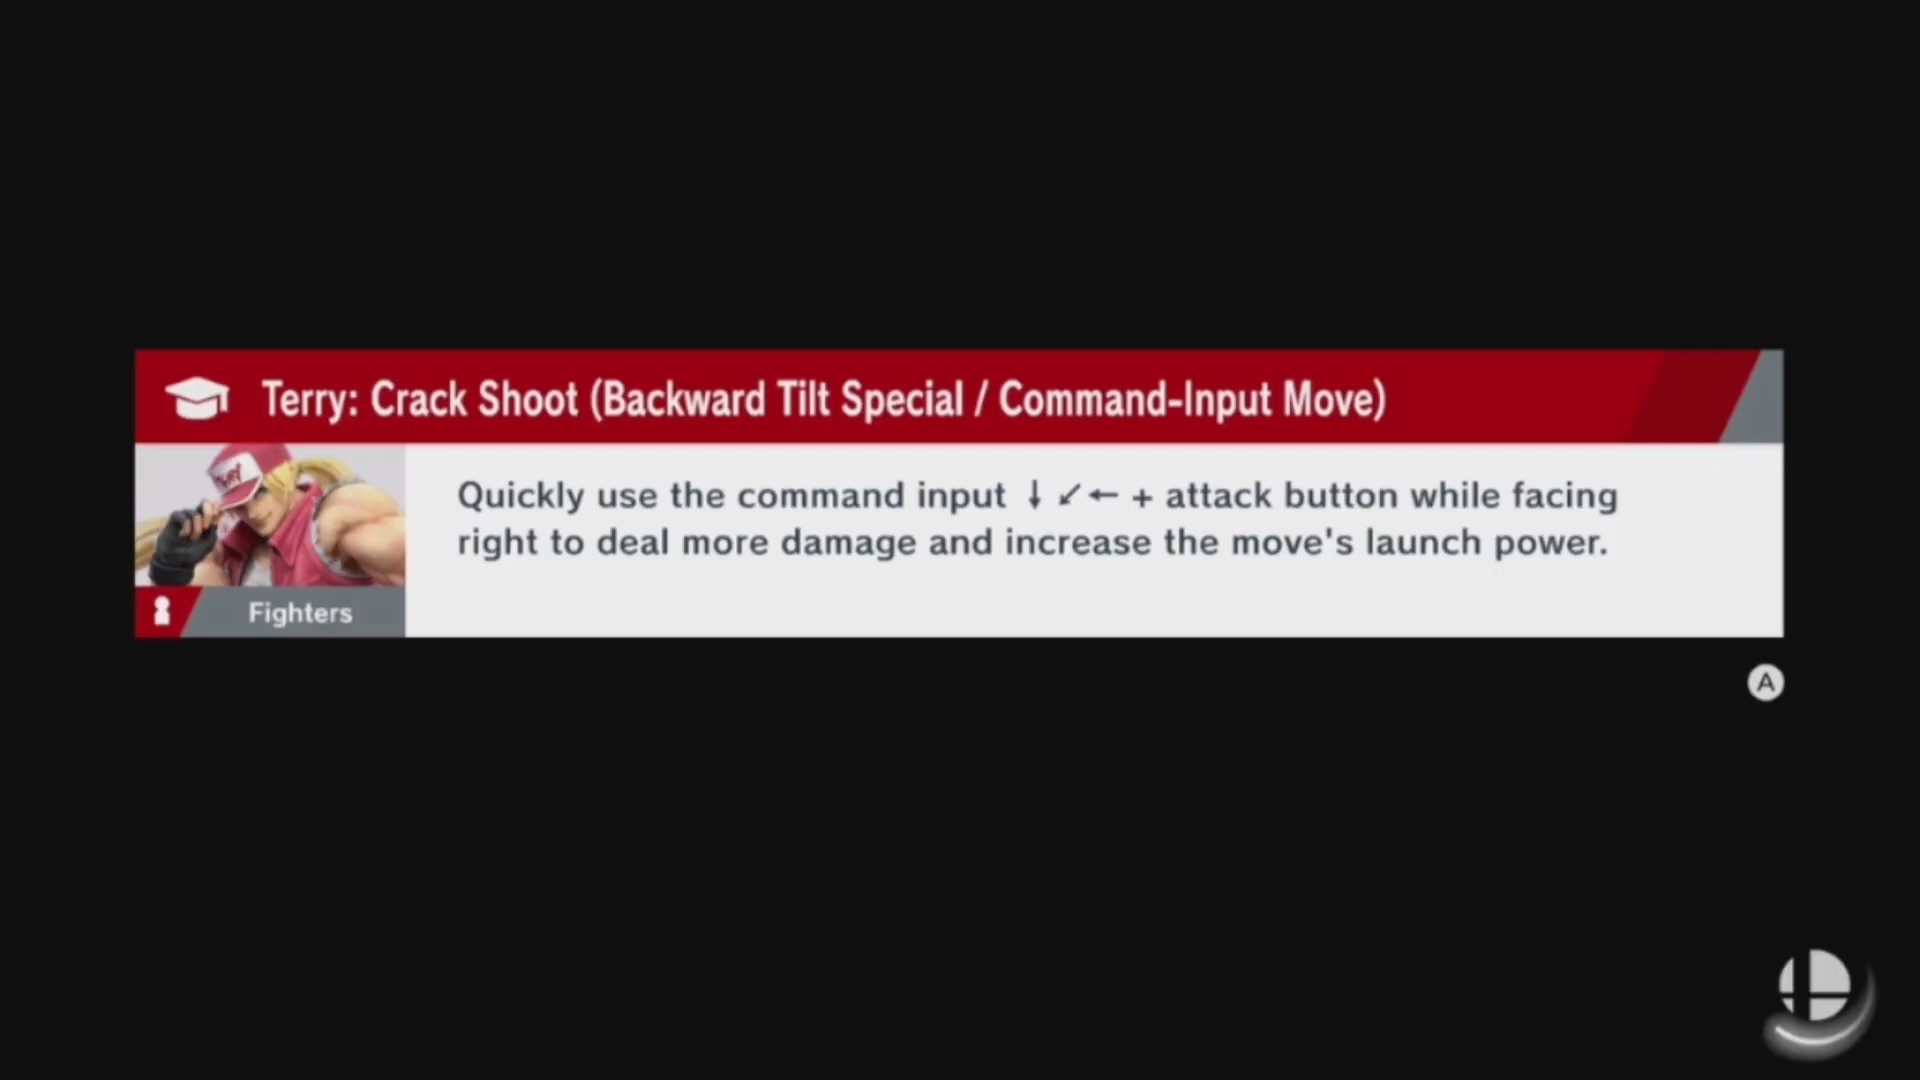 Terry: Crack Shoot (Backward Tilt Special / Command-Input Move)
Quickly use the command input ↓↙← + attack button while facing
right to deal more damage and increase the move's launch power.
Fighters
A